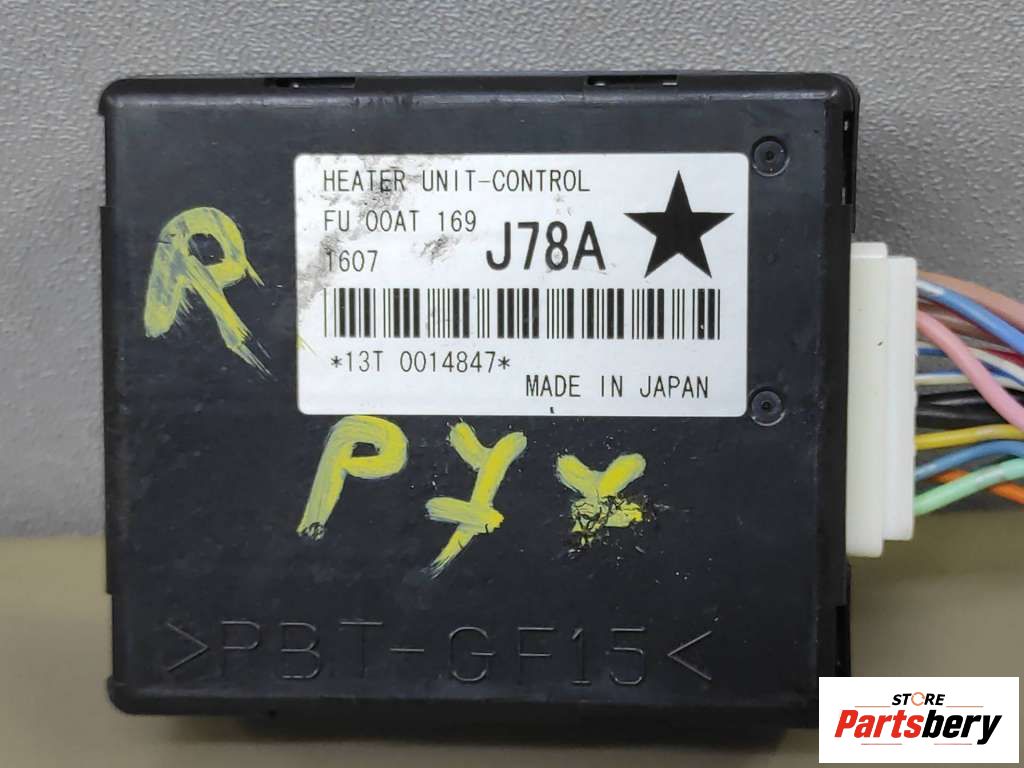 HEATER UNIT-CONTROL
FU 00AT 169
1607 J78A
*13T 0014847*
MADE IN JAPAN
R
>PBT-GF15<
STORE
Partsbery